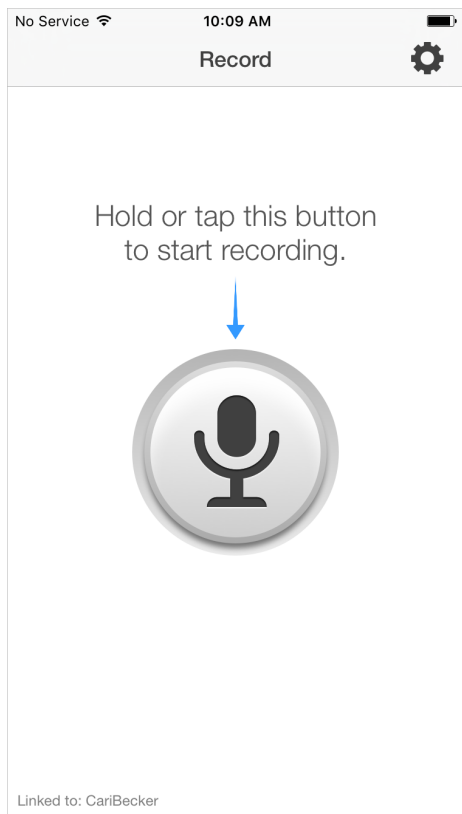 No Service 10:09 AM
Record
Hold or tap this button
to start recording.
Linked to: CariBecker